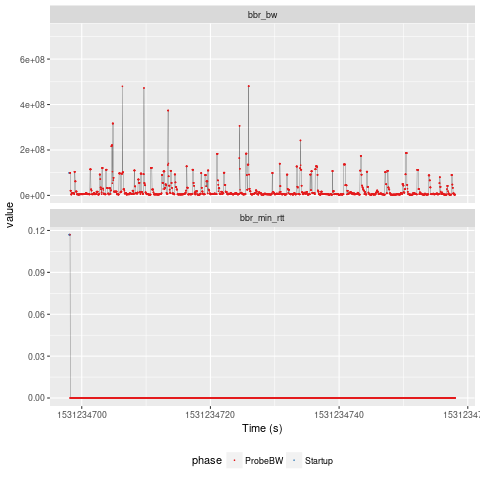 bbr_bw
6e+08
4e+08
2e+08
0e+00
value
bbr_min_rtt
0.12
0.09
0.06
0.03
0.00
1531234700 1531234720 1531234740 15312347
Time (s)
phase ProbeBW Startup